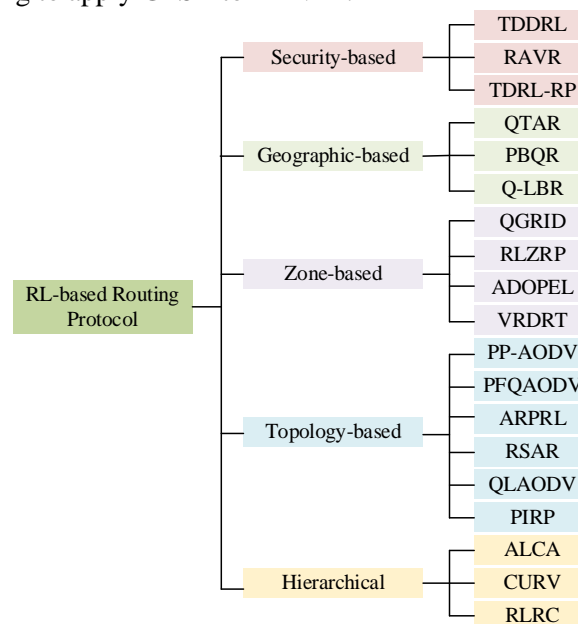 TDDRL
Security-based
RAVR
TDRL-RP
QTAR
Geographic-based
PBQR
Q-LBR
QGRID
RLZRP
Zone-based
ADOPEL
VRDRT
RL-based Routing
Protocol
PP-AODV
PFQAODV
ARPRL
Topology-based
RSAR
QLAODV
PIRP
ALCA
Hierarchical
CURV
RLRC